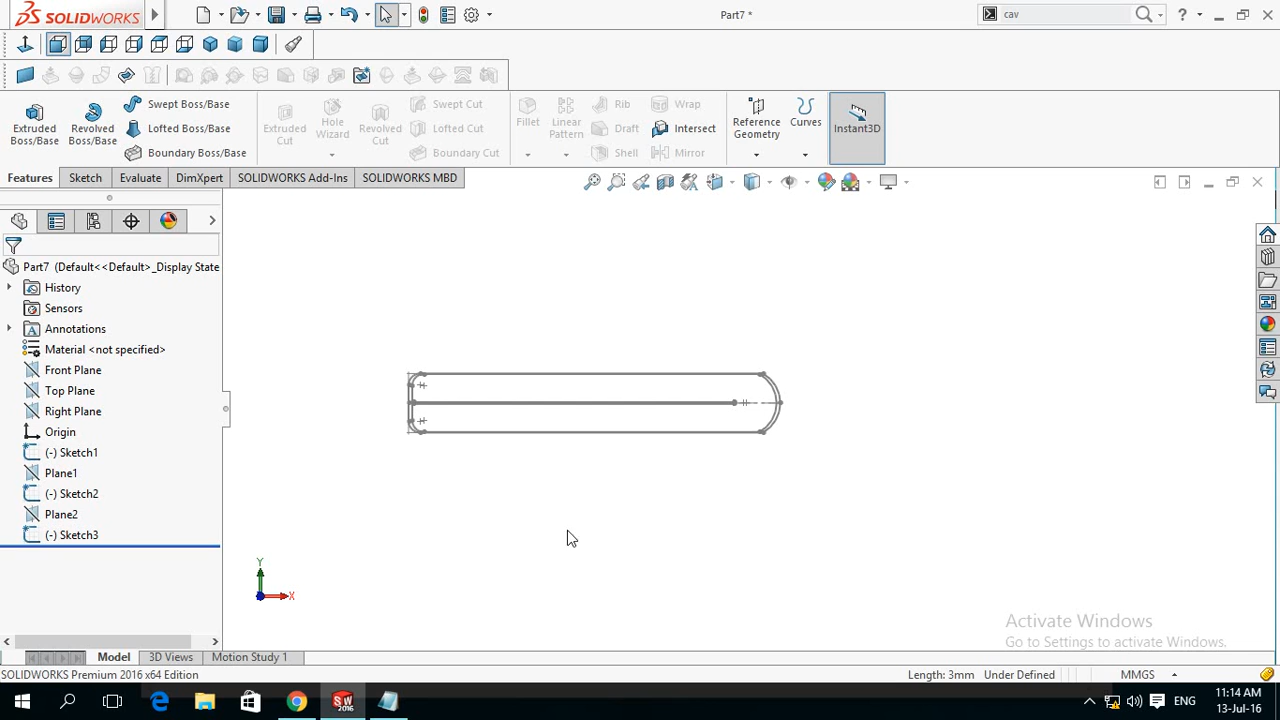 SOLIDWORKS
Part7 *
cav
?
Extruded Boss/Base
Revolved Boss/Base
Swept Boss/Base
Lofted Boss/Base
Boundary Boss/Base
Extruded Cut
Hole Wizard
Revolved Cut
Swept Cut
Lofted Cut
Boundary Cut
Fillet
Linear Pattern
Rib
Draft
Shell
Wrap
Intersect
Mirror
Reference Geometry
Curves
Instant3D
Features
Sketch
Evaluate
DimXpert
SOLIDWORKS Add-Ins
SOLIDWORKS MBD
Part7 (Default<<Default>_Display State
History
Sensors
Annotations
Material <not specified>
Front Plane
Top Plane
Right Plane
Origin
(-) Sketch1
Plane1
(-) Sketch2
Plane2
(-) Sketch3
Y
X
Activate Windows
Go to Settings to activate Windows.
Model
3D Views
Motion Study 1
SOLIDWORKS Premium 2016 x64 Edition
Length: 3mm
Under Defined
MMGS
SW
2016
ENG
11:14 AM
13-Jul-16